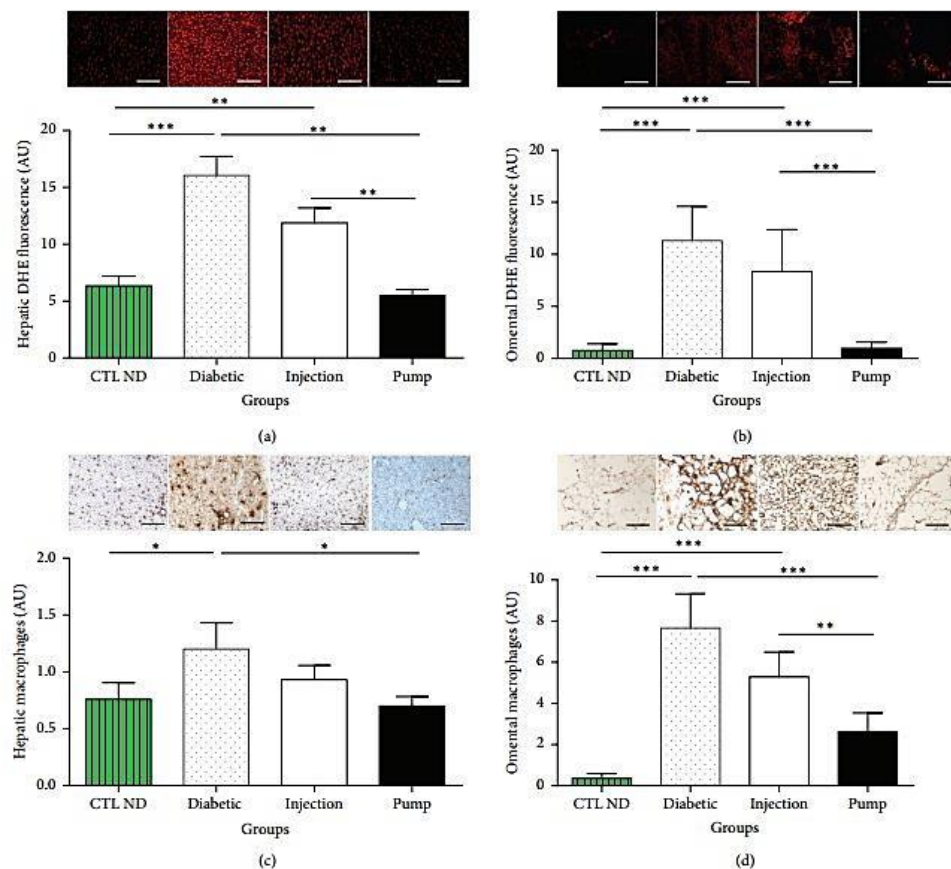 **
***
**
**
20
15
10
5
0
Hepatic DHE fluorescence (AU)
CTL ND Diabetic Injection Pump
Groups
(a)
***
***
***
***
20
15
10
5
0
Omental DHE fluorescence (AU)
CTL ND Diabetic Injection Pump
Groups
(b)
*
*
2.0
1.5
1.0
0.5
0.0
Hepatic macrophages (AU)
CTL ND Diabetic Injection Pump
Groups
(c)
***
***
***
**
10
8
6
4
2
0
Omental macrophages (AU)
CTL ND Diabetic Injection Pump
Groups
(d)